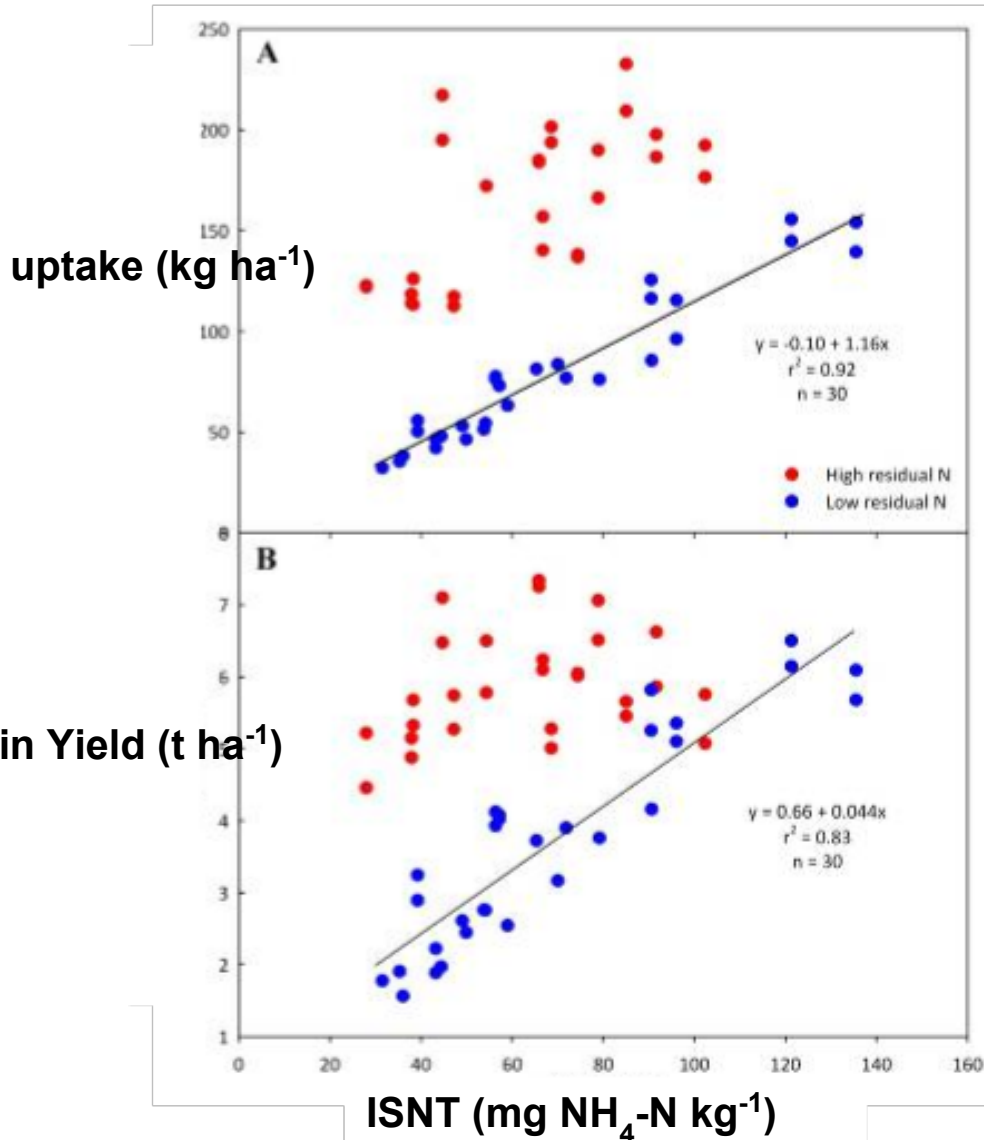 250
A
200
150
uptake (kg ha⁻¹)
100
y = -0.10 + 1.16x
r² = 0.92
n = 30
50
High residual N
Low residual N
B
7
6
in Yield (t ha⁻¹)
y = 0.66 + 0.044x
r² = 0.83
n = 30
4
3
2
1
0 20 40 60 80 100 120 140 160
ISNT (mg NH₄-N kg⁻¹)